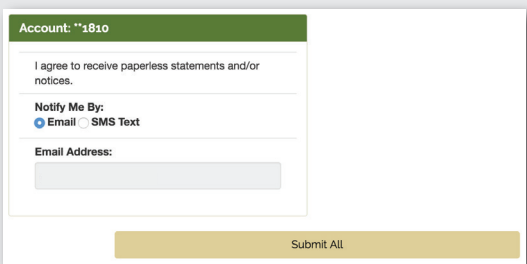 Account: **1810
I agree to receive paperless statements and/or
notices.
Notify Me By:
Email SMS Text
Email Address:
Submit All